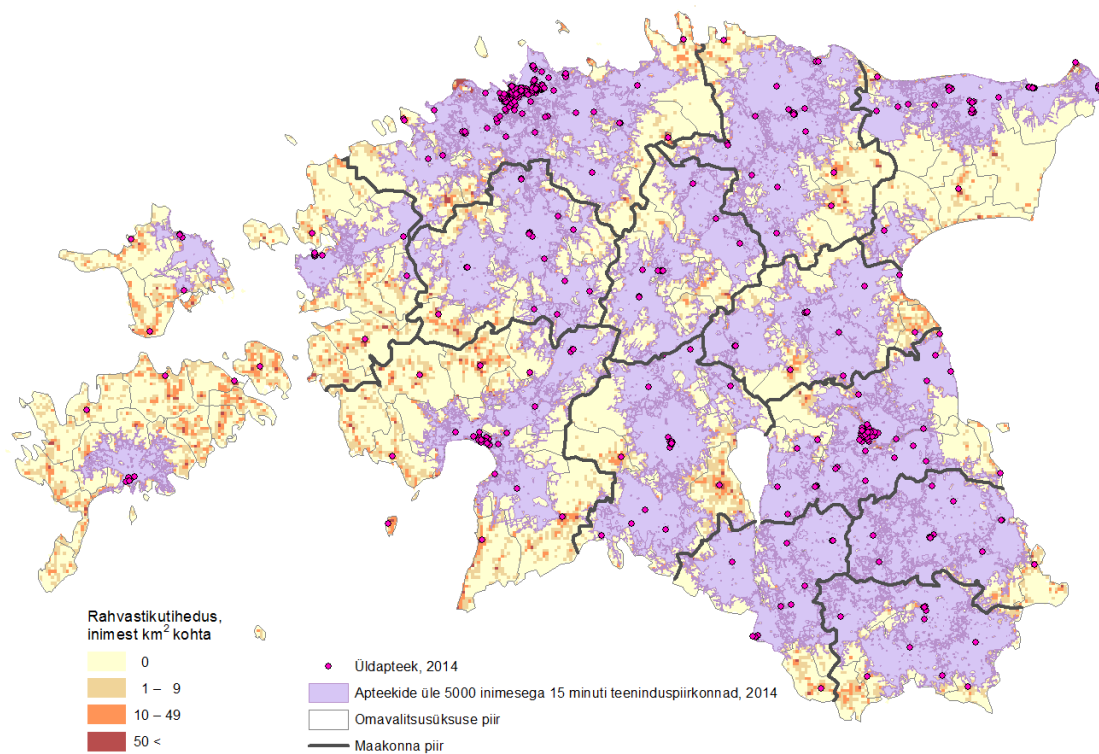 Rahvastikutihedus,
inimest km² kohta
0
1 – 9
10 – 49
50 <
Üldapteek, 2014
Apteekide üle 5000 inimesega 15 minuti teeninduspiirkonnad, 2014
Omavalitsusüksuse piir
Maakonna piir